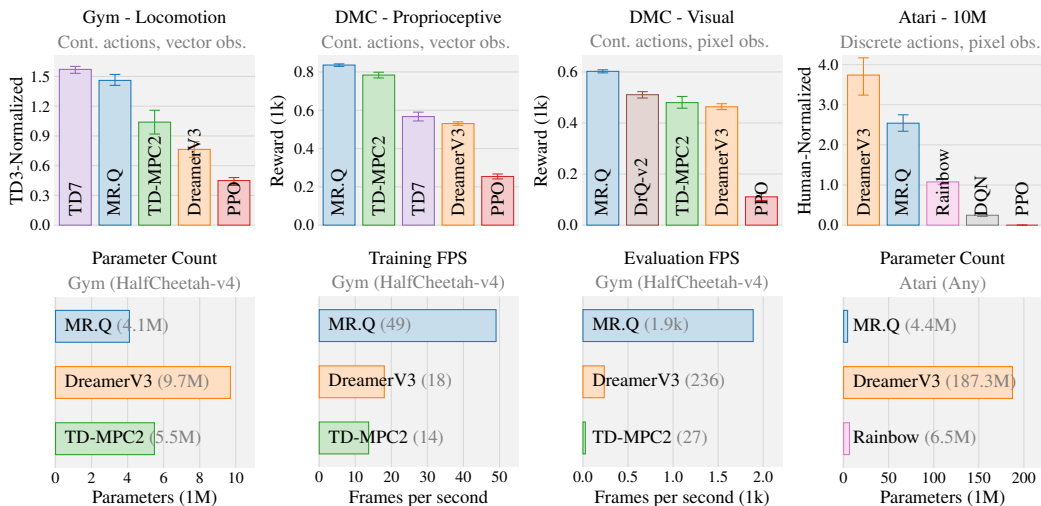 Gym - Locomotion
Cont. actions, vector obs.
TD3-Normalized
1.5
1.2
0.9
0.6
0.3
0.0
TD7
MR.Q
TD-MPC2
DreamerV3
PPO
DMC - Proprioceptive
Cont. actions, vector obs.
Reward (1k)
0.8
0.6
0.4
0.2
0.0
MR.Q
TD-MPC2
TD7
DreamerV3
PPO
DMC - Visual
Cont. actions, pixel obs.
Reward (1k)
0.6
0.4
0.2
0.0
MR.Q
DrQ-v2
TD-MPC2
DreamerV3
PPO
Atari - 10M
Discrete actions, pixel obs.
Human-Normalized
4.0
3.0
2.0
1.0
0.0
DreamerV3
MR.Q
Rainbow
DQN
PPO
Parameter Count
Gym (HalfCheetah-v4)
MR.Q (4.1M)
DreamerV3 (9.7M)
TD-MPC2 (5.5M)
0 2 4 6 8 10
Parameters (1M)
Training FPS
Gym (HalfCheetah-v4)
MR.Q (49)
DreamerV3 (18)
TD-MPC2 (14)
0 10 20 30 40 50
Frames per second
Evaluation FPS
Gym (HalfCheetah-v4)
MR.Q (1.9k)
DreamerV3 (236)
TD-MPC2 (27)
0.0 0.5 1.0 1.5 2.0
Frames per second (1k)
Parameter Count
Atari (Any)
MR.Q (4.4M)
DreamerV3 (187.3M)
Rainbow (6.5M)
0 50 100 150 200
Parameters (1M)